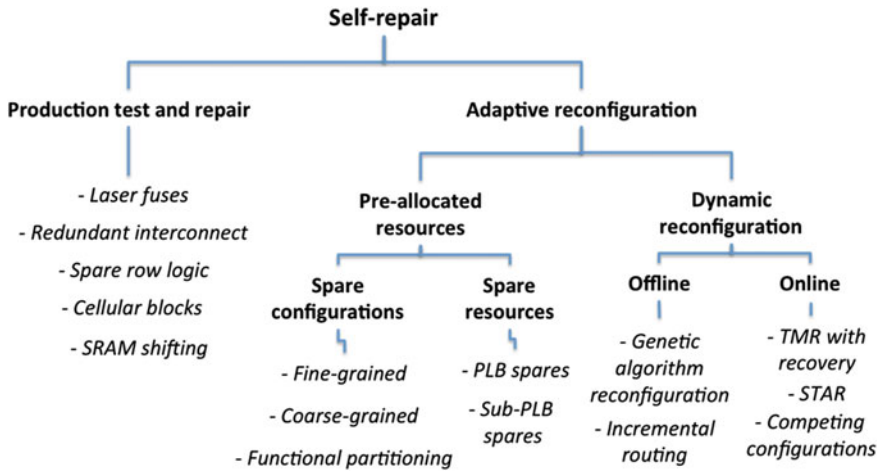 Self-repair
Production test and repair
Adaptive reconfiguration
- Laser fuses
- Redundant interconnect
- Spare row logic
- Cellular blocks
- SRAM shifting
Pre-allocated
resources
Dynamic
reconfiguration
Spare
configurations
- Fine-grained
- Coarse-grained
- Functional partitioning
Spare
resources
- PLB spares
- Sub-PLB
spares
Offline
- Genetic
algorithm
reconfiguration
- Incremental
routing
Online
- TMR with
recovery
- STAR
- Competing
configurations